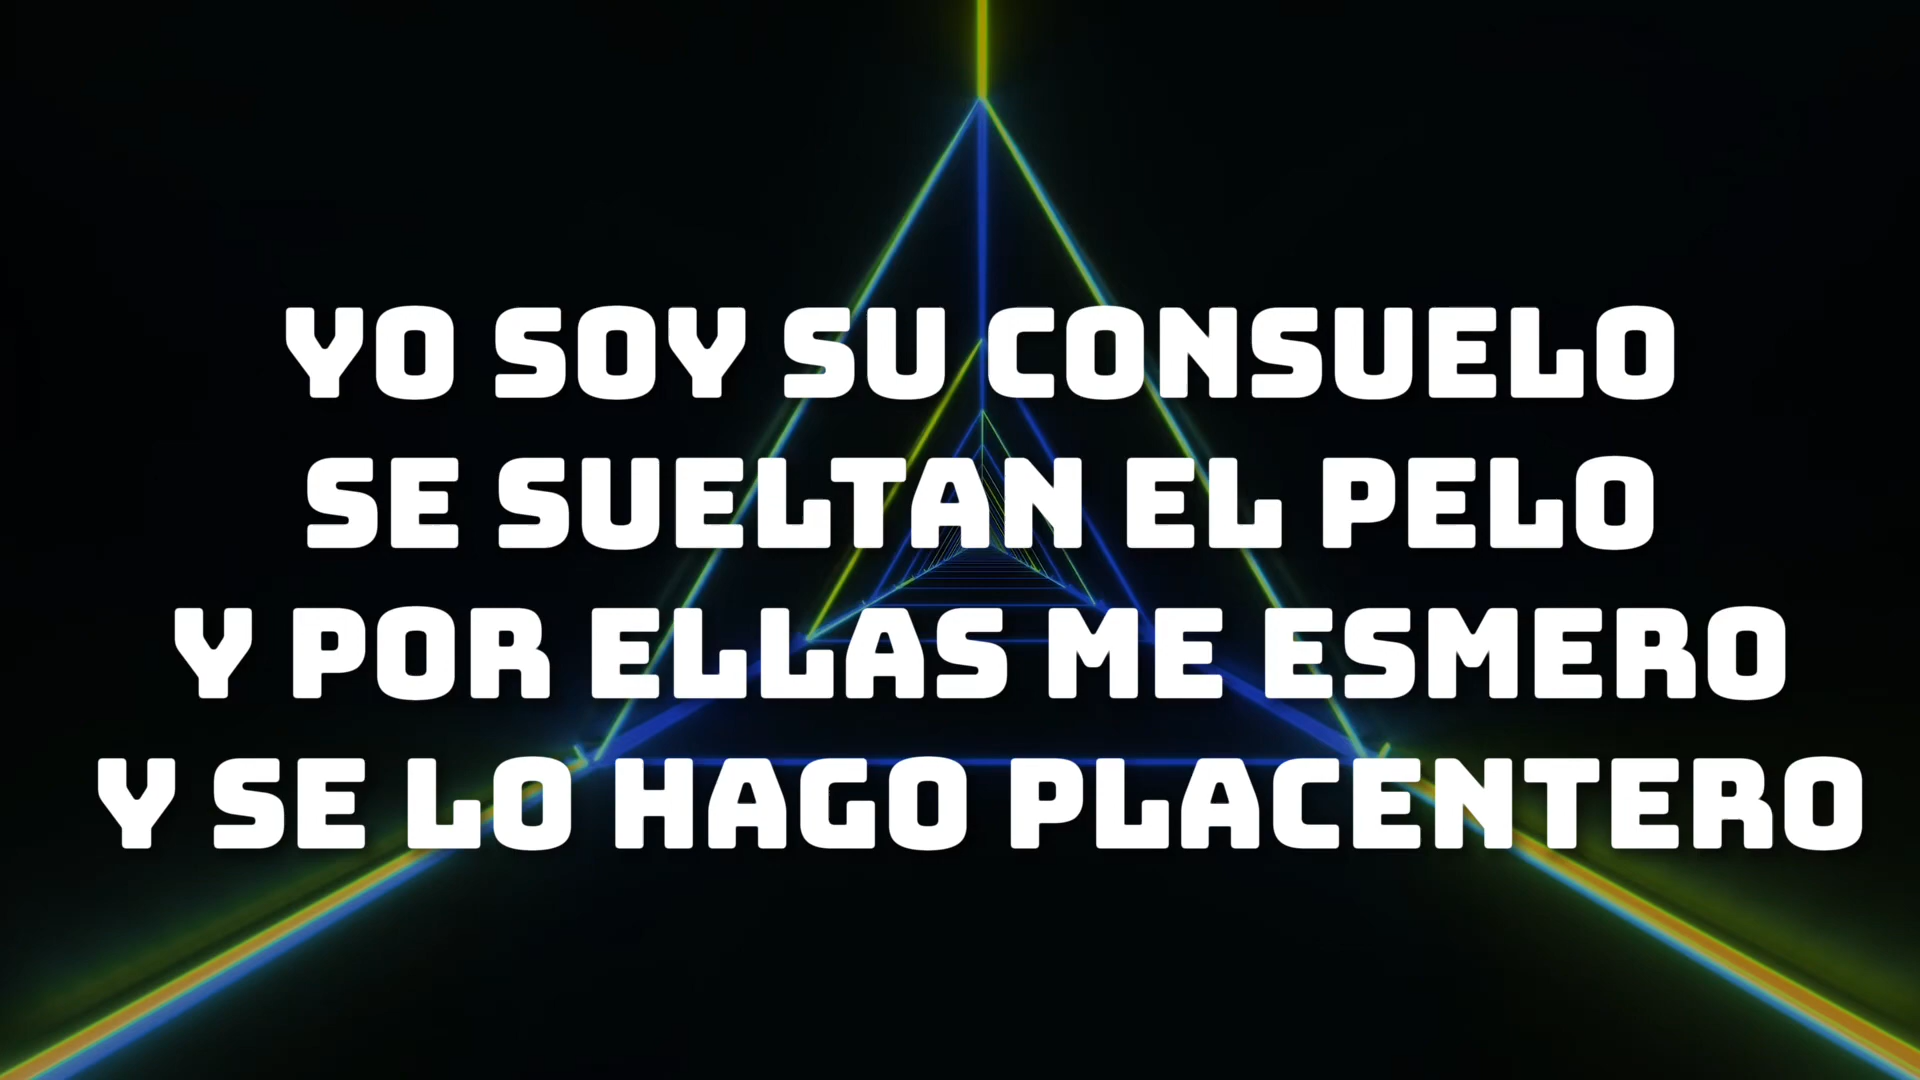 YO SOY SU CONSUELO
SE SUELTAN EL PELO
Y POR ELLAS ME ESMERO
Y SE LO HAGO PLACENTERO